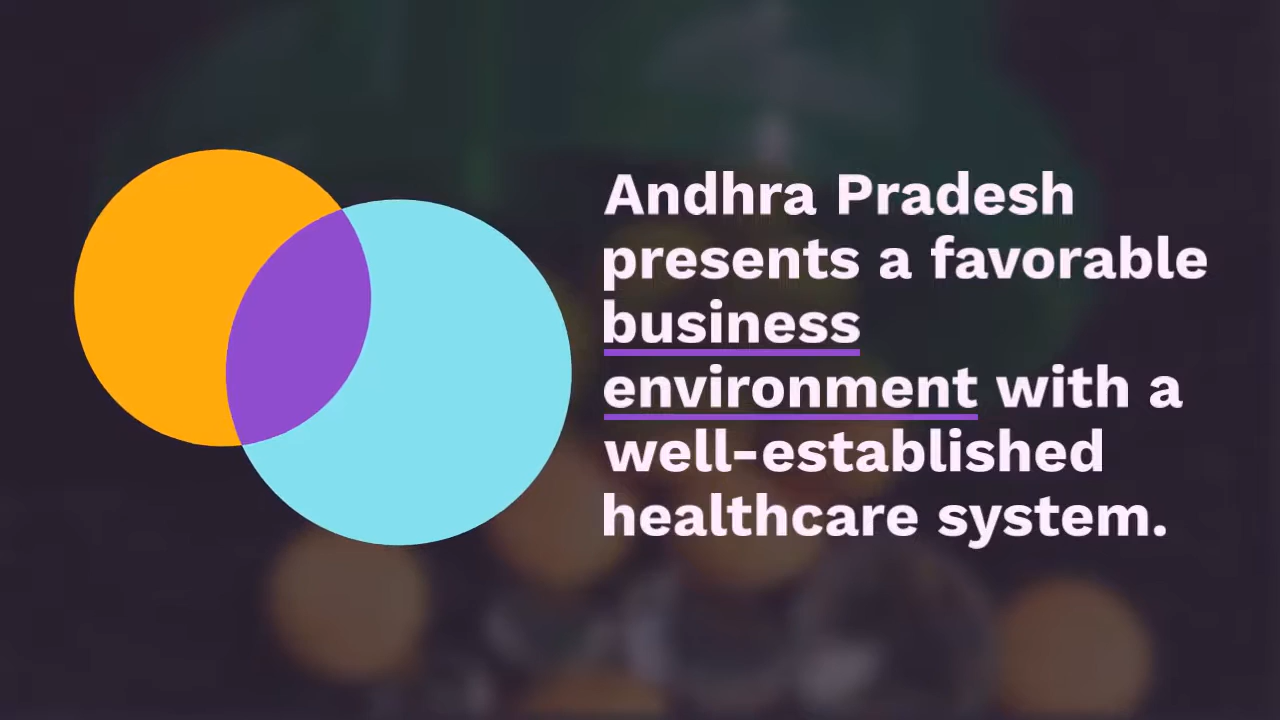 Andhra Pradesh
presents a favorable
business
environment with a
well-established
healthcare system.